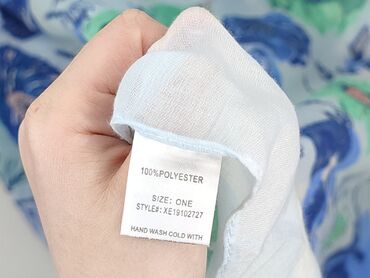 100%POLYESTER
SIZE: ONE
STYLE#: XE19102727
HAND WASH COLD WITH